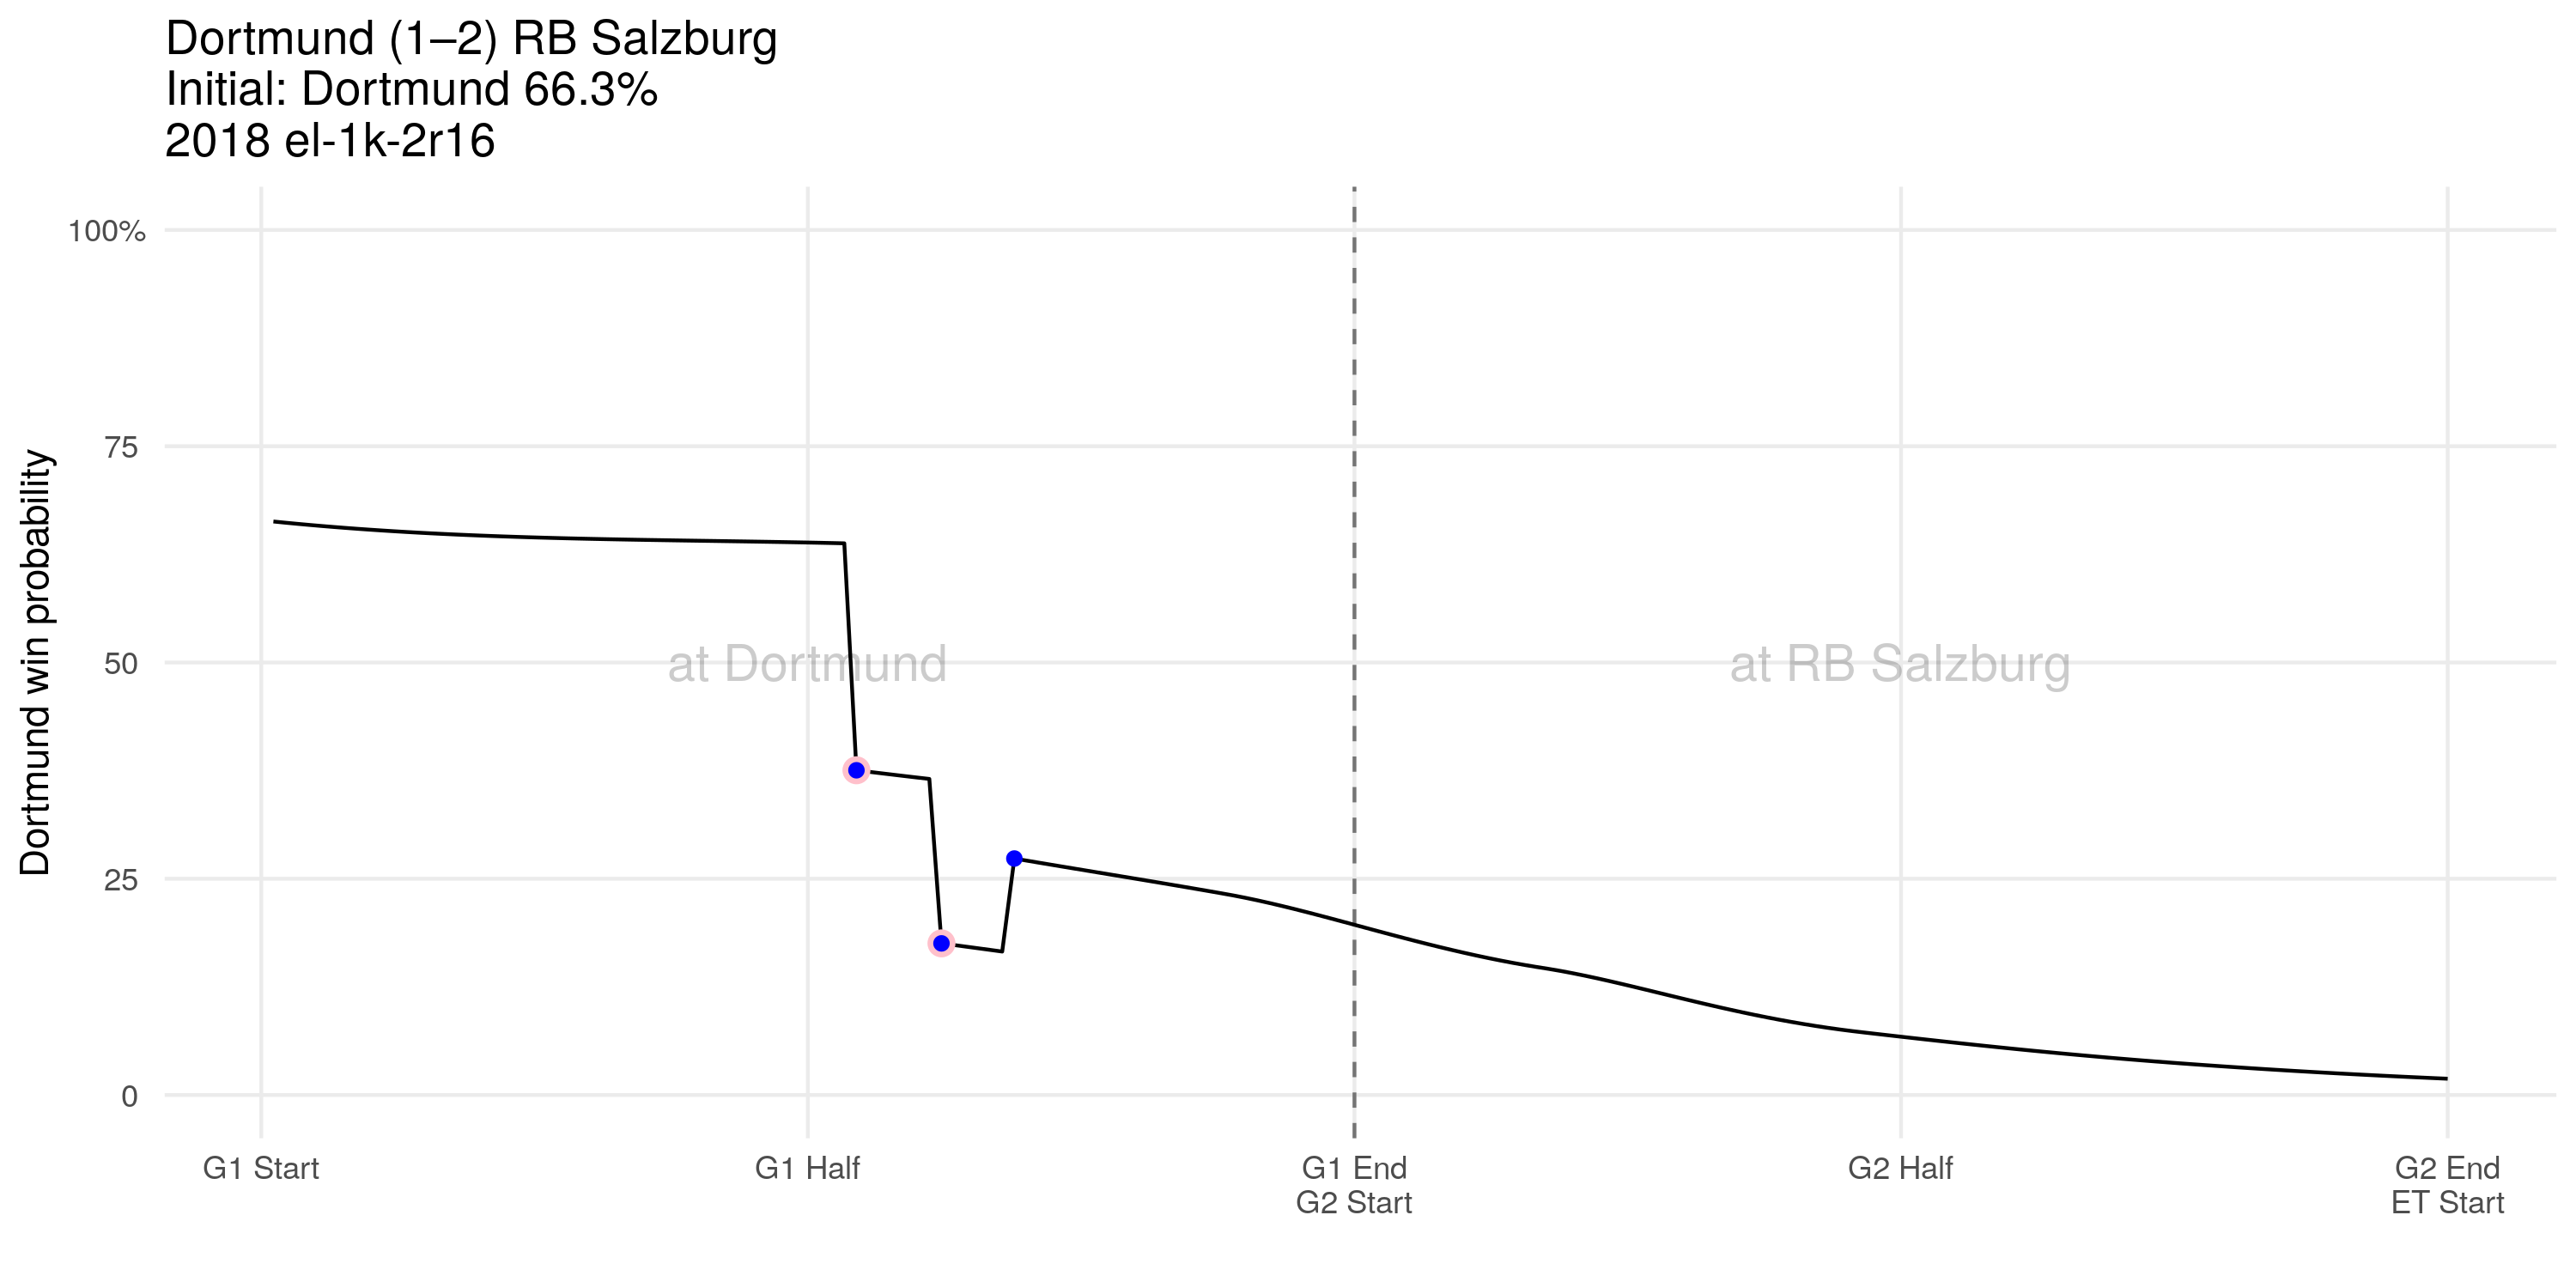 Dortmund (1–2) RB Salzburg
Initial: Dortmund 66.3%
2018 el-1k-2r16
Dortmund win probability
100%
75
50
25
0
at Dortmund
at RB Salzburg
G1 Start
G1 Half
G1 End
G2 Start
G2 Half
G2 End
ET Start